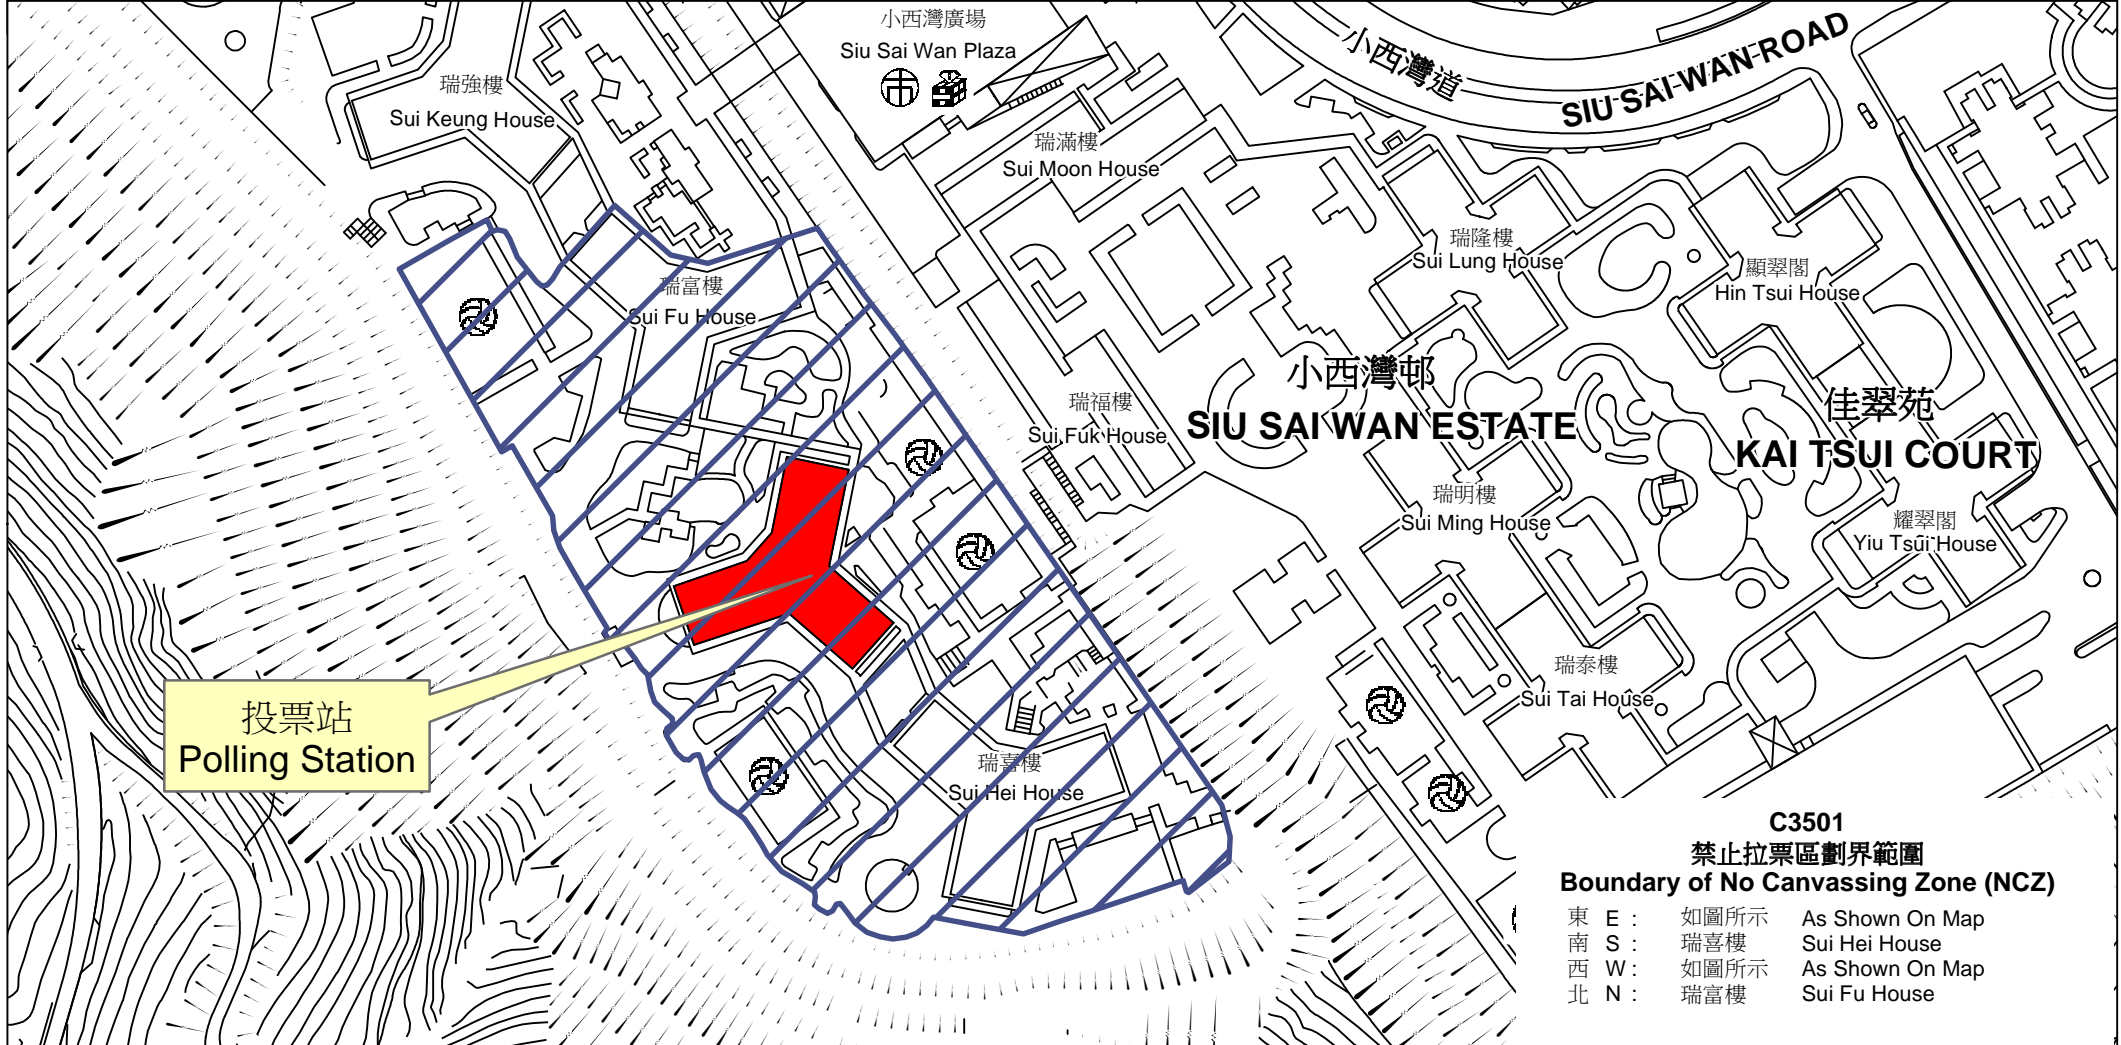 小西灣廣場
Siu Sai Wan Plaza
市
小西灣道
SIU SAI WAN ROAD
瑞強樓
Sui Keung House
瑞滿樓
Sui Moon House
瑞隆樓
Sui Lung House
顯翠閣
Hin Tsui House
瑞富樓
Sui Fu House
小西灣邨
SIU SAI WAN ESTATE
佳翠苑
KAI TSUI COURT
瑞福樓
Sui Fuk House
瑞明樓
Sui Ming House
耀翠閣
Yiu Tsui House
瑞泰樓
Sui Tai House
投票站
Polling Station
瑞喜樓
Sui Hei House
C3501
禁止拉票區劃界範圍
Boundary of No Canvassing Zone (NCZ)
東 E : 如圖所示 As Shown On Map
南 S : 瑞喜樓 Sui Hei House
西 W : 如圖所示 As Shown On Map
北 N : 瑞富樓 Sui Fu House